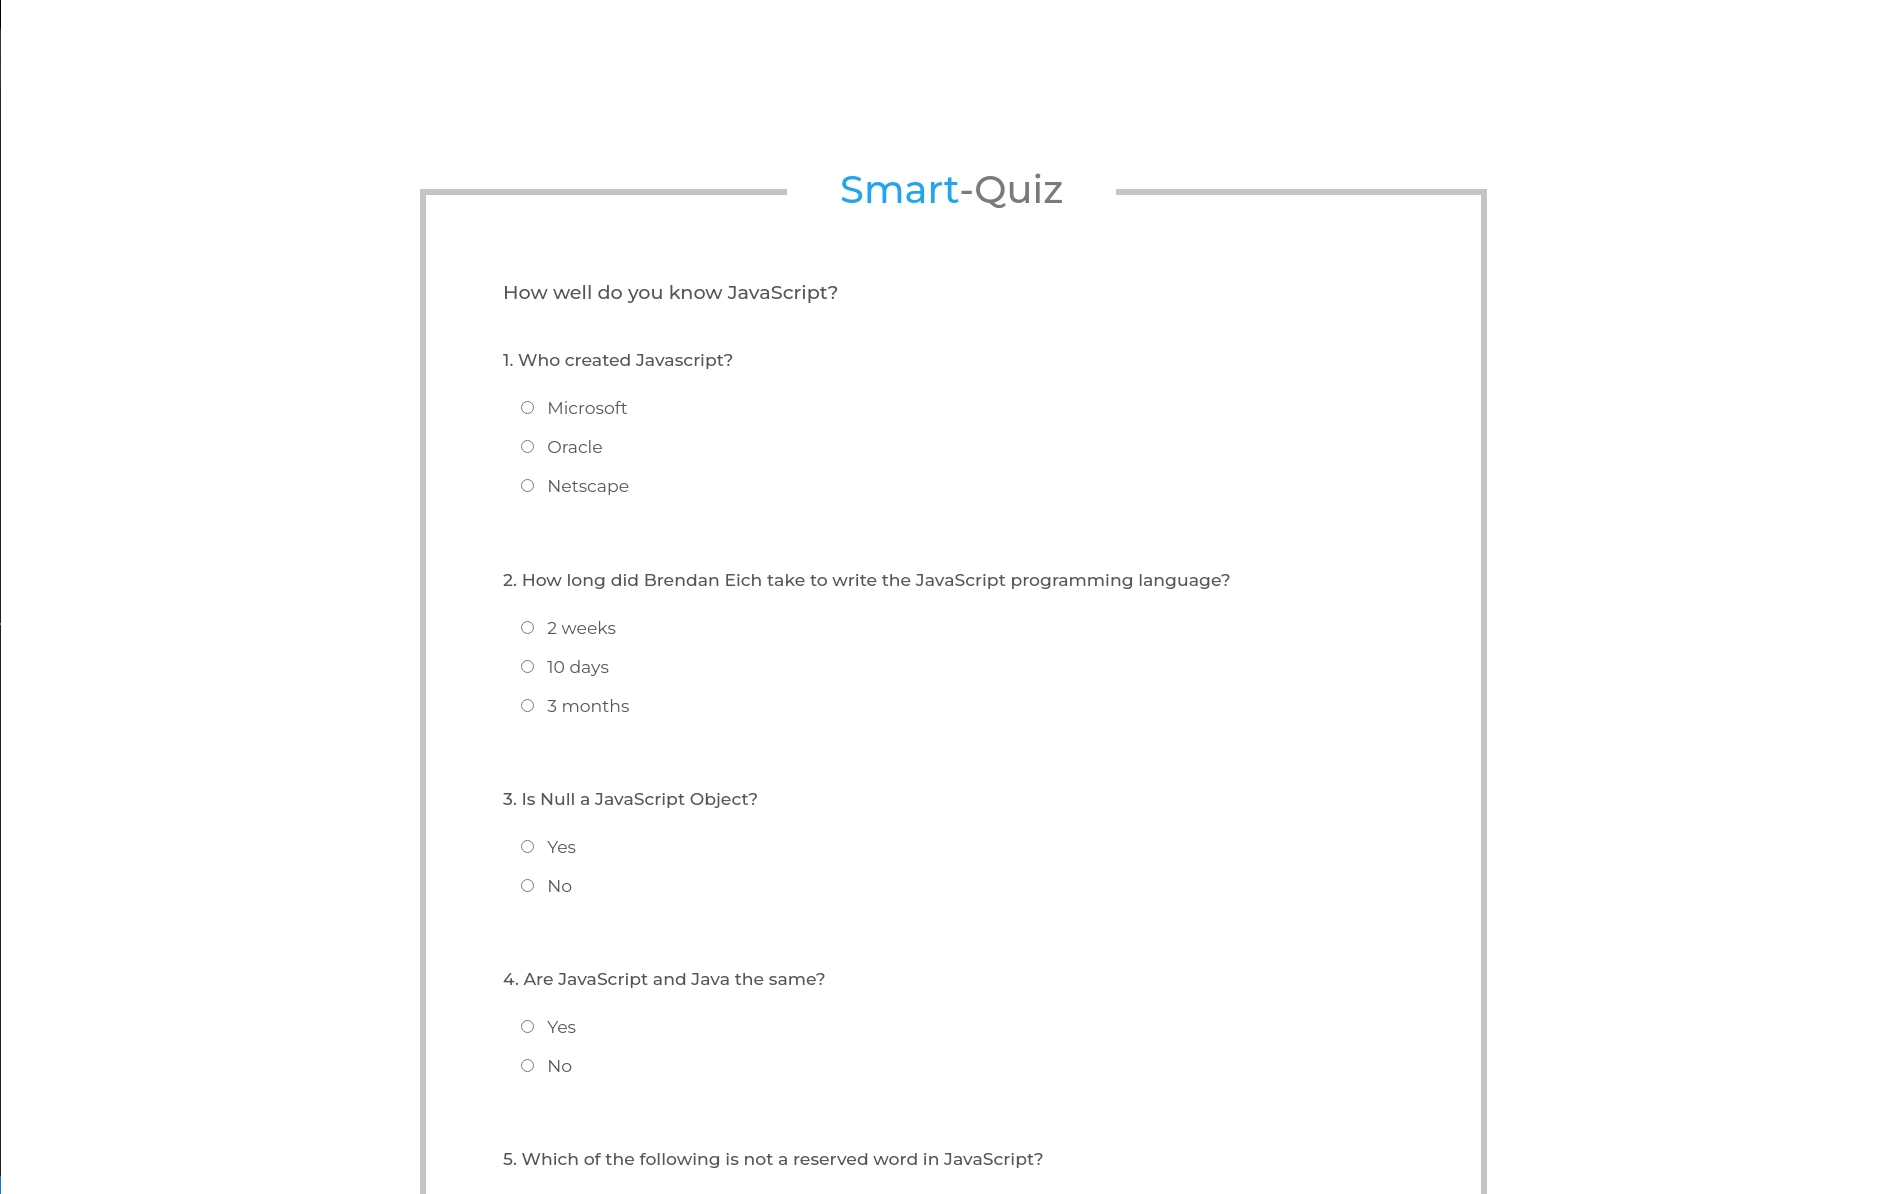 Smart-Quiz
How well do you know JavaScript?
1. Who created Javascript?
Microsoft
Oracle
Netscape
2. How long did Brendan Eich take to write the JavaScript programming language?
2 weeks
10 days
3 months
3. Is Null a JavaScript Object?
Yes
No
4. Are JavaScript and Java the same?
Yes
No
5. Which of the following is not a reserved word in JavaScript?